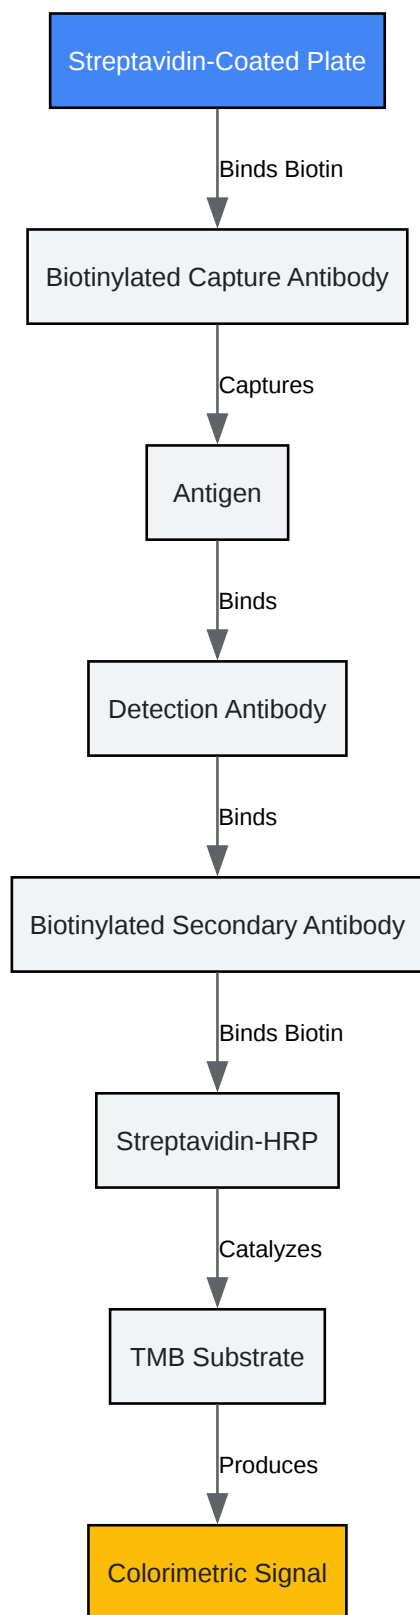 Streptavidin-Coated Plate
Binds Biotin
Biotinylated Capture Antibody
Captures
Antigen
Binds
Detection Antibody
Binds
Biotinylated Secondary Antibody
Binds Biotin
Streptavidin-HRP
Catalyzes
TMB Substrate
Produces
Colorimetric Signal